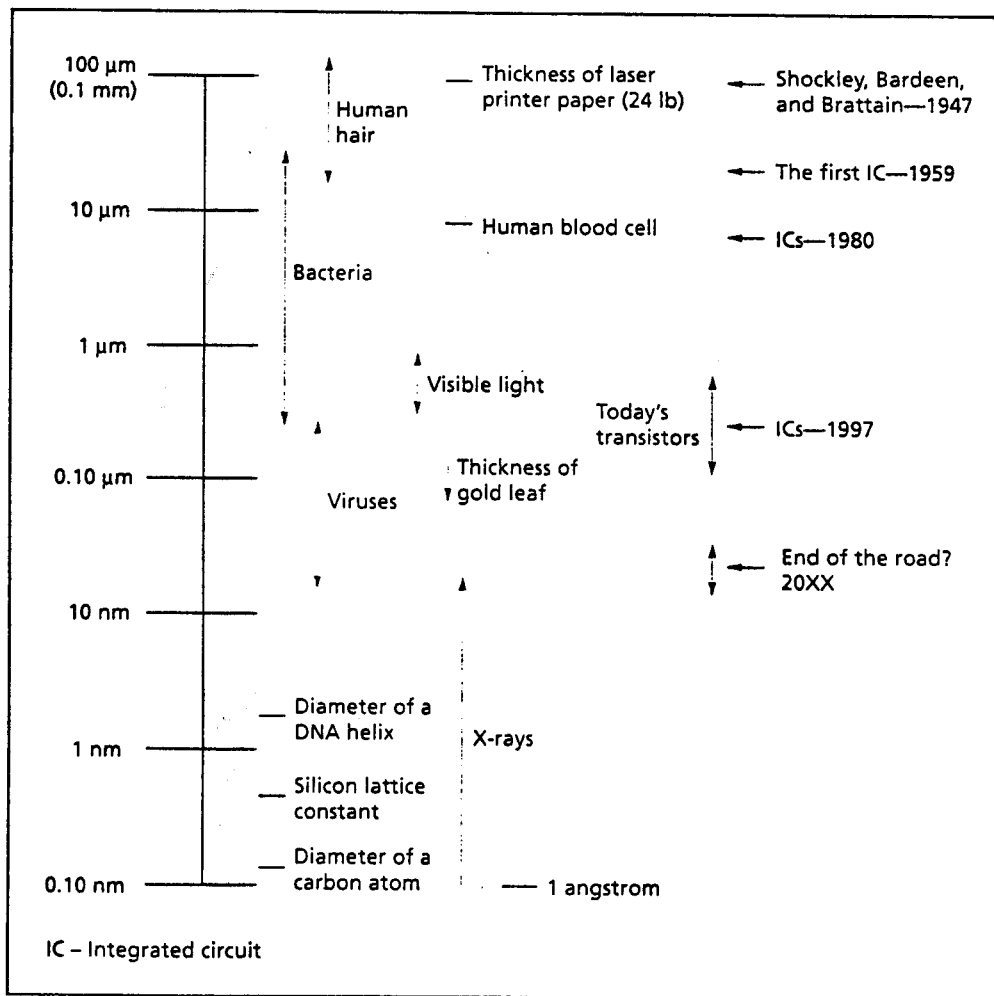 100 µm
(0.1 mm)
10 µm
1 µm
0.10 µm
10 nm
1 nm
0.10 nm
Human
hair
Bacteria
Viruses
Diameter of a
DNA helix
Silicon lattice
constant
Diameter of a
carbon atom
Thickness of laser
printer paper (24 lb)
Human blood cell
Visible light
Thickness of
gold leaf
X-rays
1 angstrom
Today's
transistors
Shockley, Bardeen,
and Brattain—1947
The first IC—1959
ICs—1980
ICs—1997
End of the road?
20XX
IC – Integrated circuit